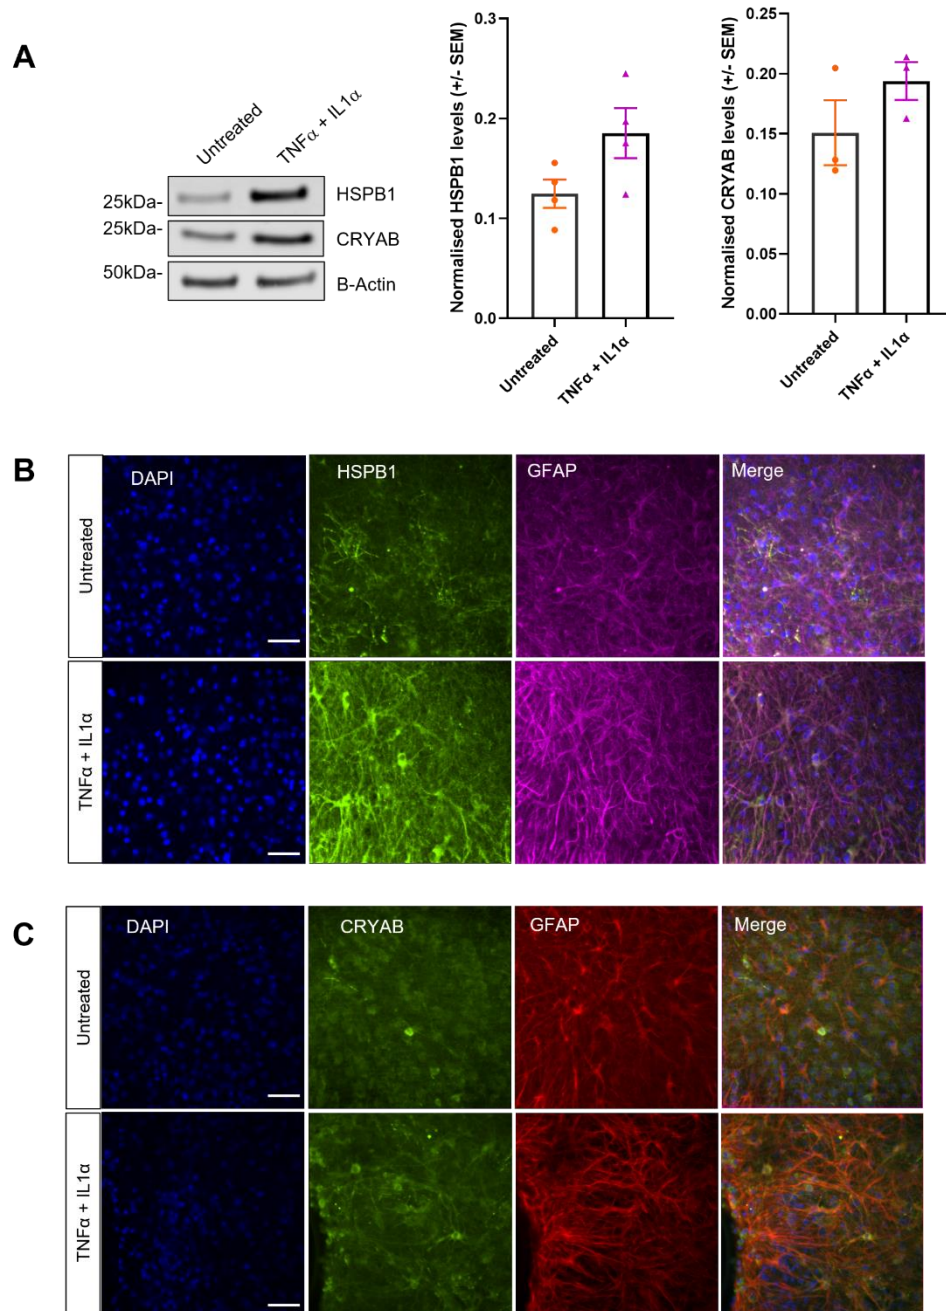 A
Untreated
TNFα + IL1α
25kDa-
HSPB1
25kDa-
CRYAB
50kDa-
B-Actin
Normalised HSPB1 levels (+/- SEM)
0.3
0.2
0.1
0.0
Untreated
TNFα + IL1α
Normalised CRYAB levels (+/- SEM)
0.25
0.20
0.15
0.10
0.05
0.00
Untreated
TNFα + IL1α
B
Untreated
DAPI
HSPB1
GFAP
Merge
TNFα + IL1α
C
Untreated
DAPI
CRYAB
GFAP
Merge
TNFα + IL1α